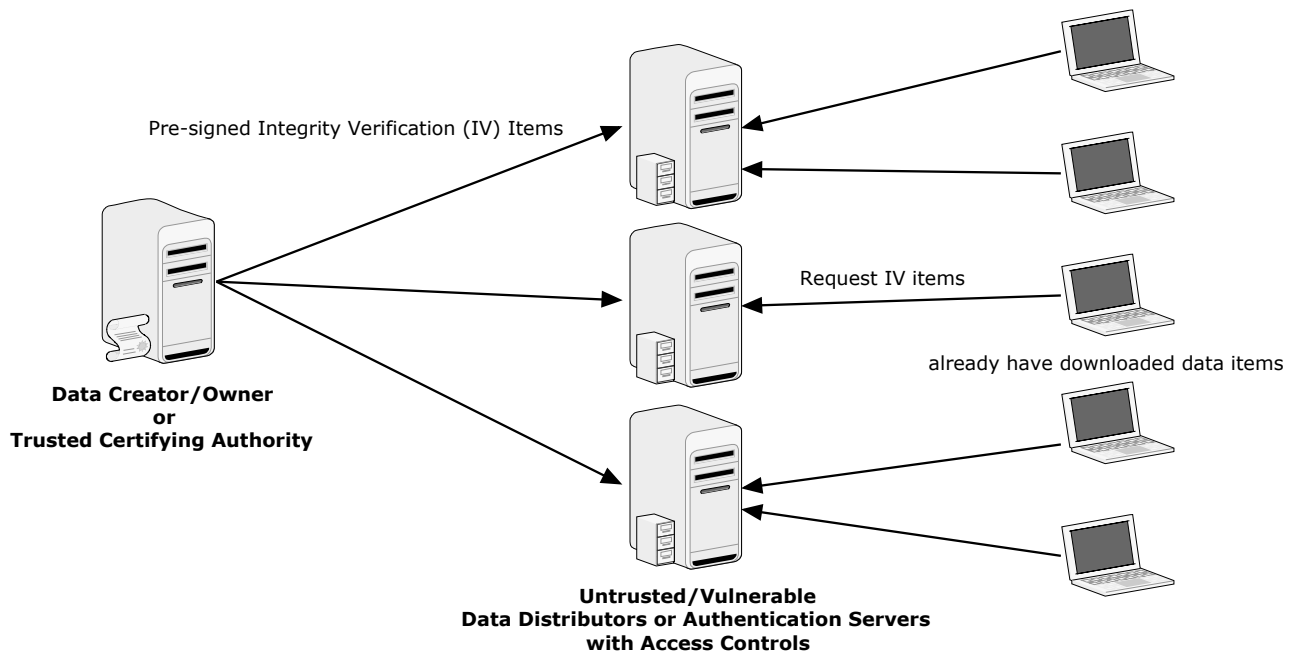 Pre-signed Integrity Verification (IV) Items
Request IV items
already have downloaded data items
Data Creator/Owner
or
Trusted Certifying Authority
Untrusted/Vulnerable
Data Distributors or Authentication Servers
with Access Controls